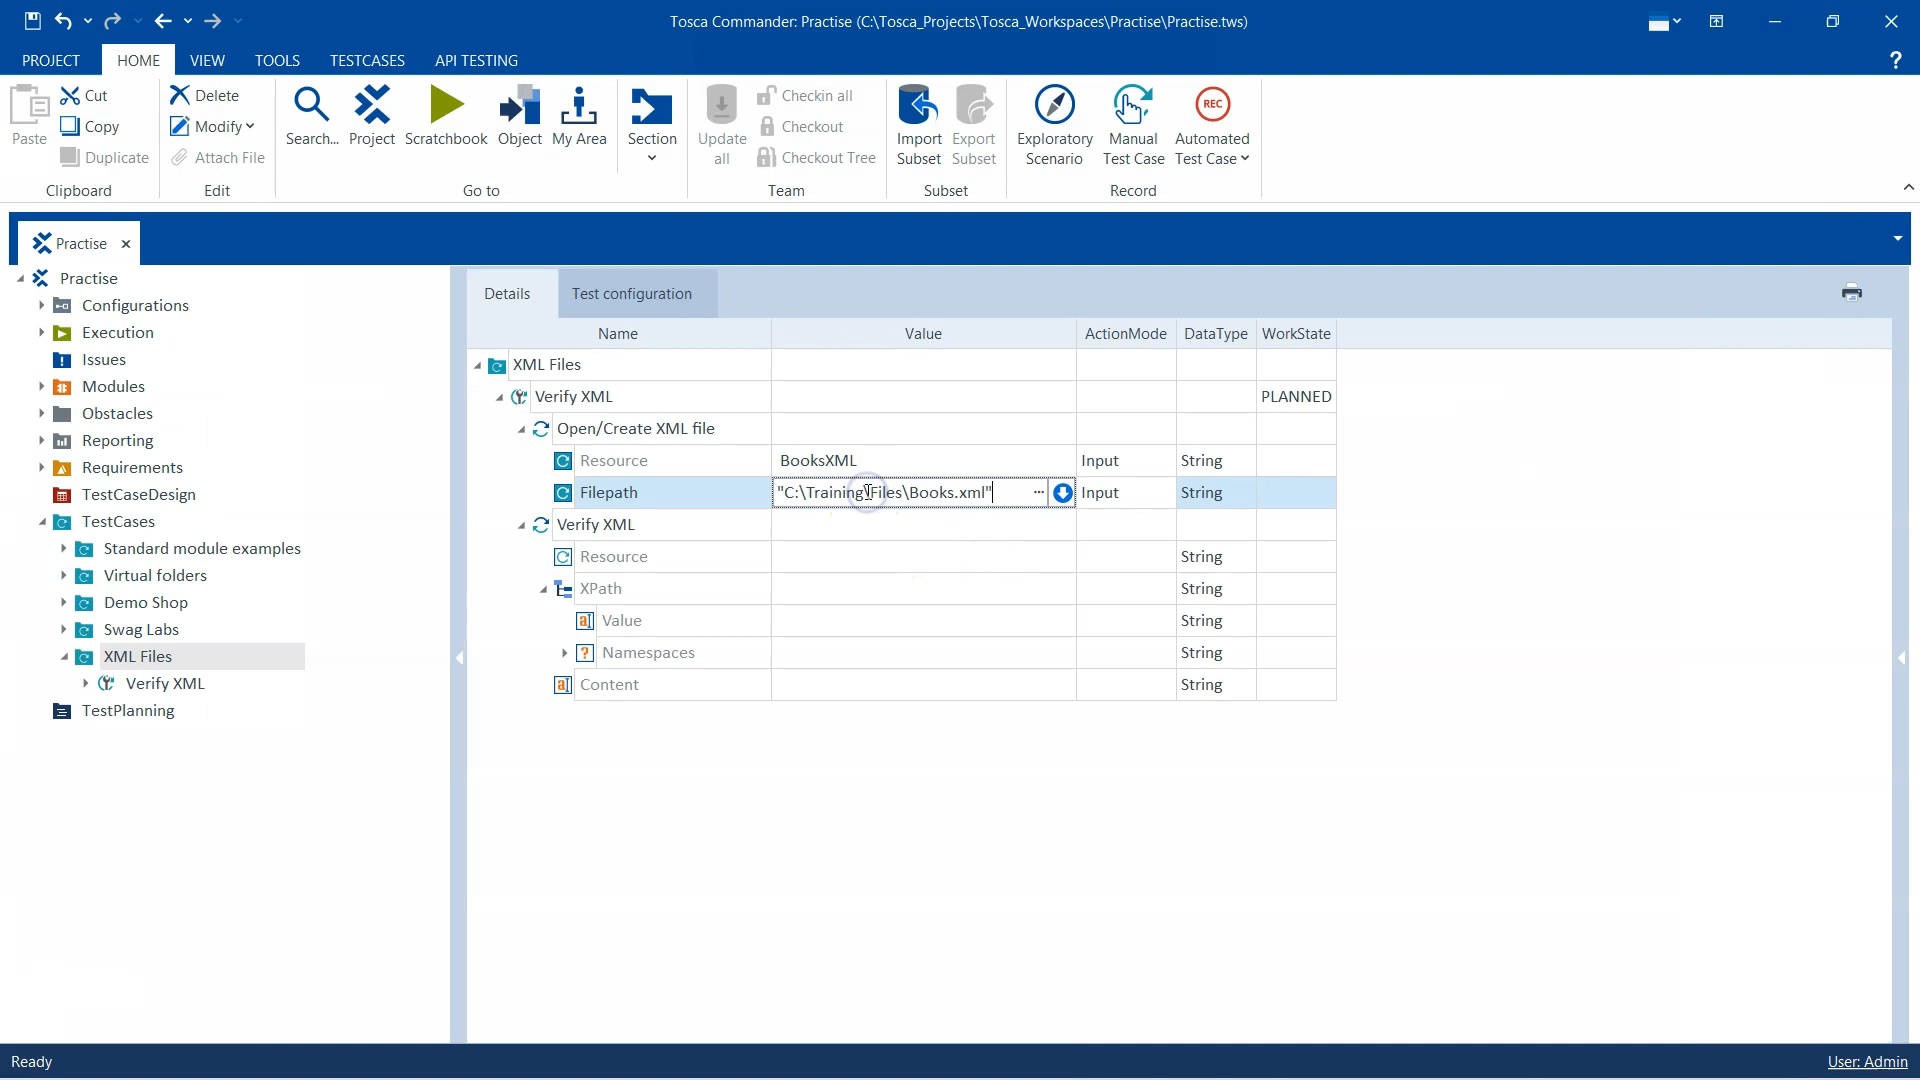 Tosca Commander: Practise (C:\Tosca_Projects\Tosca_Workspaces\Practise\Practise.tws)
PROJECT HOME VIEW TOOLS TESTCASES API TESTING ?
Paste
Cut
Copy
Duplicate
Clipboard
Delete
Modify
Attach File
Edit
Search...
Project
Scratchbook
Object
My Area
Go to
Section
Update all
Checkin all
Checkout
Checkout Tree
Team
Import Subset
Export Subset
Subset
Exploratory Scenario
Manual Test Case
REC
Automated Test Case
Record
Practise
Practise
Configurations
Execution
Issues
Modules
Obstacles
Reporting
Requirements
TestCaseDesign
TestCases
Standard module examples
Virtual folders
Demo Shop
Swag Labs
XML Files
Verify XML
TestPlanning
Details Test configuration
Name Value ActionMode DataType WorkState
XML Files
Verify XML PLANNED
Open/Create XML file
Resource BooksXML Input String
Filepath "C:\Training\Files\Books.xml" ... Input String
Verify XML
Resource String
XPath String
Value String
Namespaces String
Content String
Ready
User: Admin